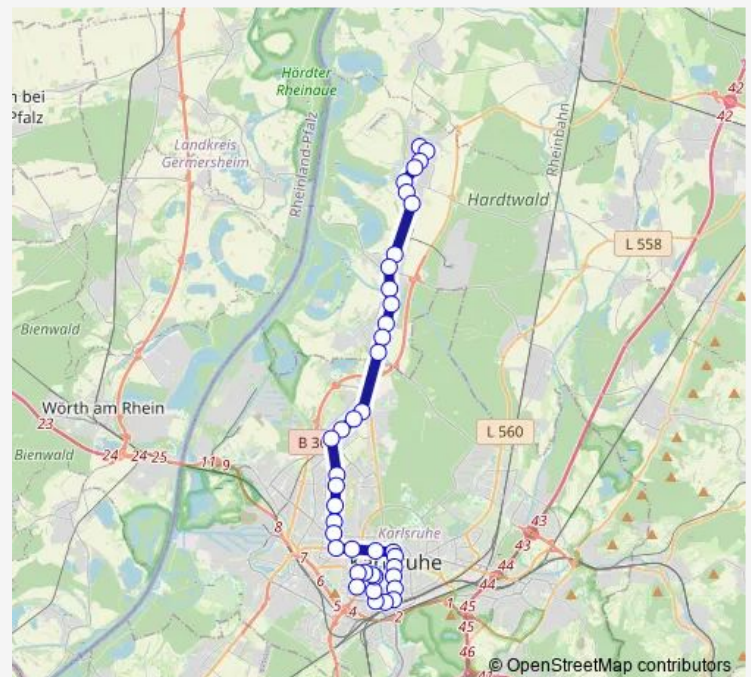 Hördter
Rheinaue
n bei
Pfalz
Landkreis
Germersheim
Rheinland-Pfalz
Rheinbahn
42
42
Hardtwald
L 558
Bienwald
Wörth am Rhein
23
B 36
L 560
Bienwald
24
24
25
11
9
8
Karlsruhe
43
43
7
Karlsruhe
44
44
6
5
4
2
1
45
45
46
© OpenStreetMap contributors